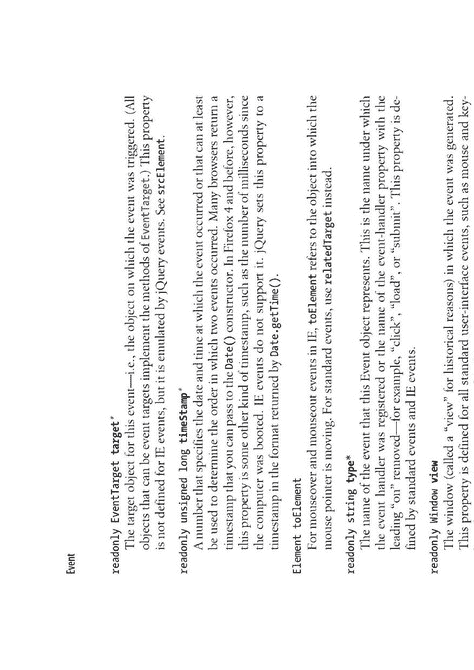 Event
readonly EventTarget target*
The target object for this event—i.e., the object on which the event was triggered. (All
objects that can be event targets implement the methods of EventTarget.) This property
is not defined for IE events, but it is emulated by jQuery events. See srcElement.
readonly unsigned long timeStamp*
A number that specifies the date and time at which the event occurred or that can at least
be used to determine the order in which two events occurred. Many browsers return a
timestamp that you can pass to the Date() constructor. In Firefox 4 and before, however,
this property is some other kind of timestamp, such as the number of milliseconds since
the computer was booted. IE events do not support it. jQuery sets this property to a
timestamp in the format returned by Date.getTime().
Element toElement
For mouseover and mouseout events in IE, toElement refers to the object into which the
mouse pointer is moving. For standard events, use relatedTarget instead.
readonly string type*
The name of the event that this Event object represents. This is the name under which
the event handler was registered or the name of the event-handler property with the
leading "on" removed—for example, "click" "load", or "submit". This property is de-
fined by standard events and IE events.
readonly Window view
The window (called a "view" for historical reasons) in which the event was generated.
This property is defined for all standard user-interface events, such as mouse and key-